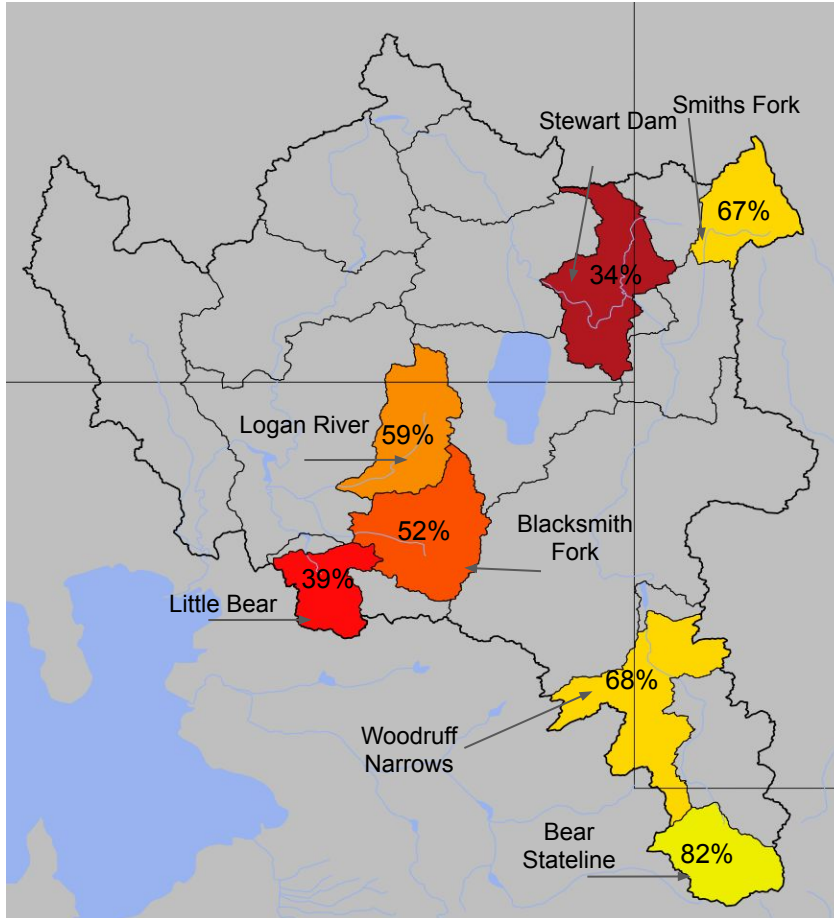 Smiths Fork
Stewart Dam
67%
34%
Logan River
59%
52%
Blacksmith
Fork
39%
Little Bear
68%
Woodruff
Narrows
Bear
Stateline
82%